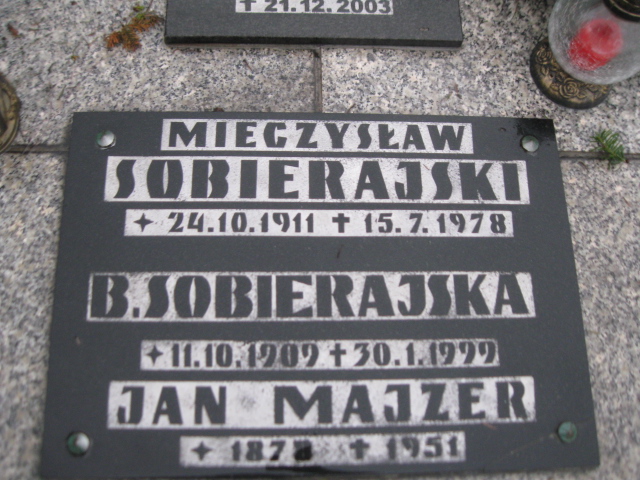 ✝ 21.12.2003
MIECZYSŁAW
SOBIERAJSKI
✦ 24.10.1911 ✝ 15.7.1978
B.SOBIERAJSKA
✦ 11.10.1909 ✝ 30.1.1999
JAN MAJZER
✦ ✝ 1951